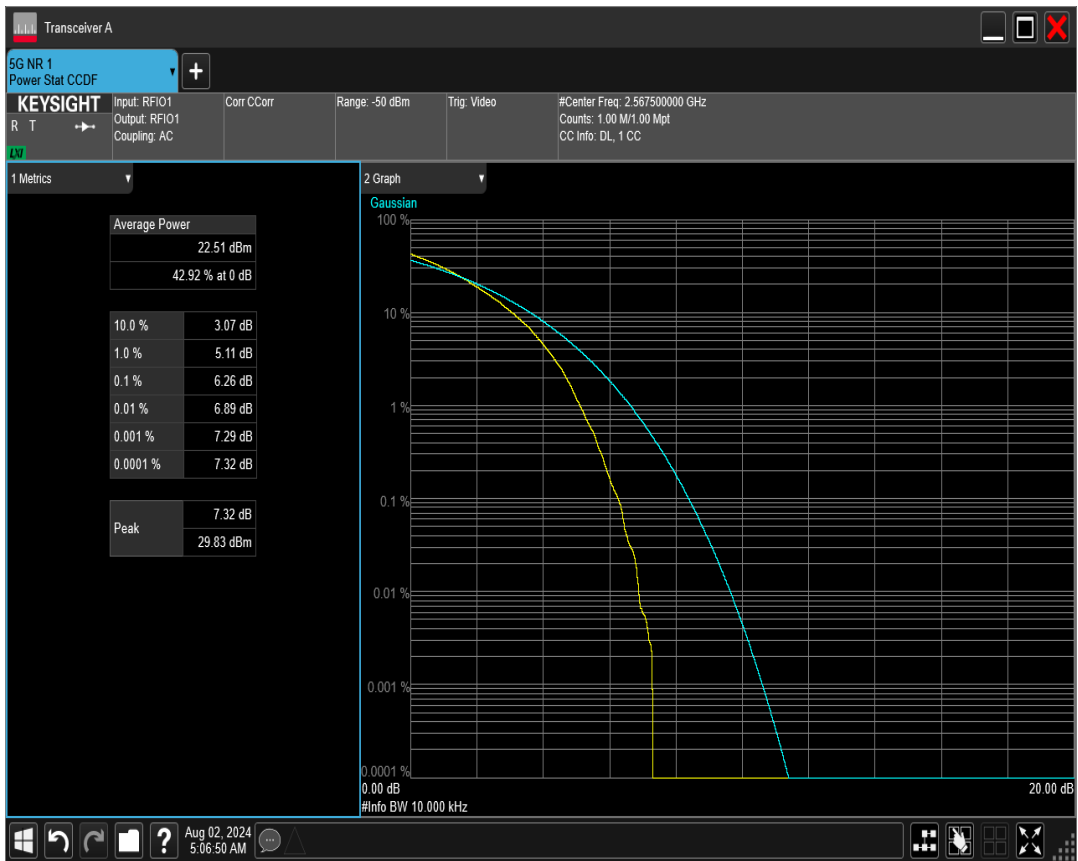 Transceiver A
5G NR 1
Power Stat CCDF
+
KEYSIGHT
R T
LXI
Input: RFIO1
Output: RFIO1
Coupling: AC
Corr CCorr
Range: -50 dBm
Trig: Video
#Center Freq: 2.567500000 GHz
Counts: 1.00 M/1.00 Mpt
CC Info: DL, 1 CC
1 Metrics
Average Power
22.51 dBm
42.92 % at 0 dB
10.0 % 3.07 dB
1.0 % 5.11 dB
0.1 % 6.26 dB
0.01 % 6.89 dB
0.001 % 7.29 dB
0.0001 % 7.32 dB
Peak
7.32 dB
29.83 dBm
2 Graph
Gaussian
100 %
10 %
1 %
0.1 %
0.01 %
0.001 %
0.0001 %
0.00 dB 20.00 dB
#Info BW 10.000 kHz
?
Aug 02, 2024
5:06:50 AM